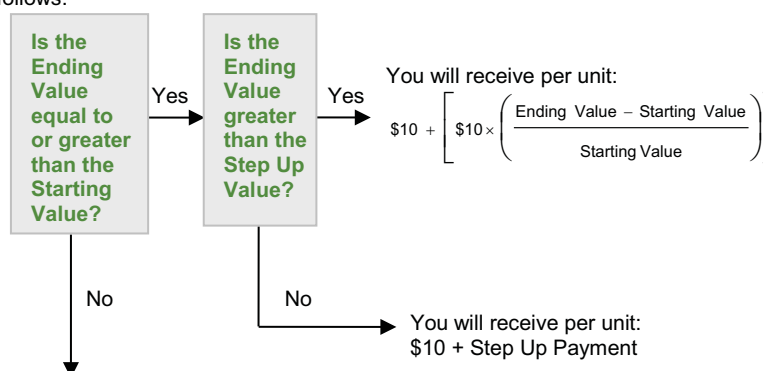 follows:
Is the
Ending
Value
equal to
or greater
than the
Starting
Value?
Yes
Is the
Ending
Value
greater
than the
Step Up
Value?
Yes
You will receive per unit:
$10 + [ $10 × ( Ending Value − Starting Value
Starting Value )
No
No
You will receive per unit:
$10 + Step Up Payment